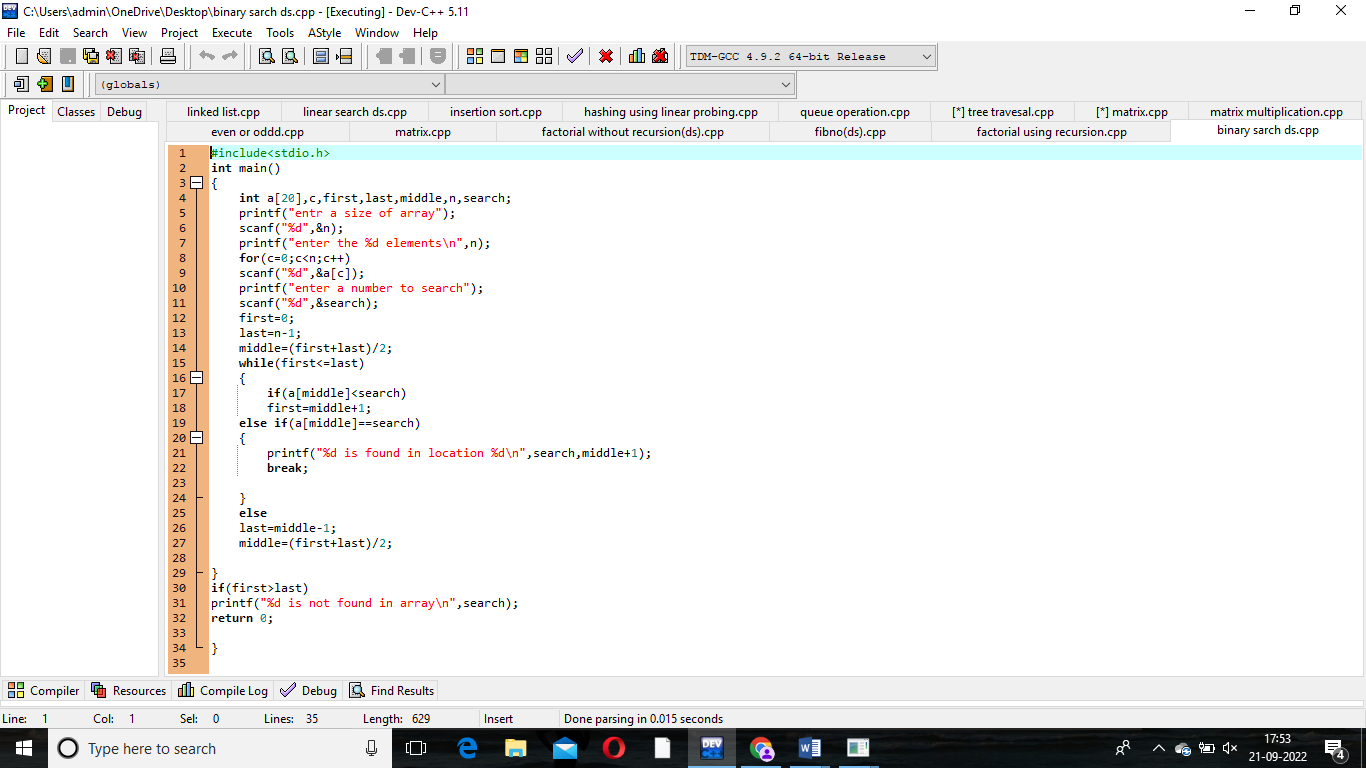 C:\Users\admin\OneDrive\Desktop\binary sarch ds.cpp - [Executing] - Dev-C++ 5.11
File Edit Search View Project Execute Tools AStyle Window Help
TDM-GCC 4.9.2 64-bit Release
(globals)
Project Classes Debug
linked list.cpp linear search ds.cpp insertion sort.cpp hashing using linear probing.cpp queue operation.cpp [*] tree travesal.cpp [*] matrix.cpp matrix multiplication.cpp
even or oddd.cpp matrix.cpp factorial without recursion(ds).cpp fibno(ds).cpp factorial using recursion.cpp binary sarch ds.cpp
1 #include<stdio.h>
2 int main()
3 {
4 int a[20],c,first,last,middle,n,search;
5 printf("entr a size of array");
6 scanf("%d",&n);
7 printf("enter the %d elements\n",n);
8 for(c=0;c<n;c++)
9 scanf("%d",&a[c]);
10 printf("enter a number to search");
11 scanf("%d",&search);
12 first=0;
13 last=n-1;
14 middle=(first+last)/2;
15 while(first<=last)
16 {
17 if(a[middle]<search)
18 first=middle+1;
19 else if(a[middle]==search)
20 {
21 printf("%d is found in location %d\n",search,middle+1);
22 break;
23
24 }
25 else
26 last=middle-1;
27 middle=(first+last)/2;
28
29 }
30 if(first>last)
31 printf("%d is not found in array\n",search);
32 return 0;
33
34 }
35
Compiler Resources Compile Log Debug Find Results
Line: 1 Col: 1 Sel: 0 Lines: 35 Length: 629 Insert Done parsing in 0.015 seconds
Type here to search
DEV
17:53
21-09-2022
4